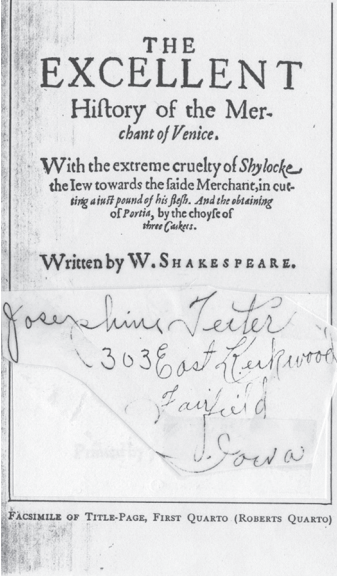 THE
EXCELLENT
Hiſtory of the Mer-
chant of Venice.
With the extreme cruelty of Shylocke
the Iew towards the ſaide Merchant, in cut-
ting a iuſt pound of his fleſh. And the obtaining
of Portia, by the choyſe of
three Caskets.
Written by W. SHAKESPEARE.
Josephine Teeter
303 East Kirkwood
Fairfield
Iowa
Printed by
FACSIMILE OF TITLE-PAGE, FIRST QUARTO (ROBERTS QUARTO)